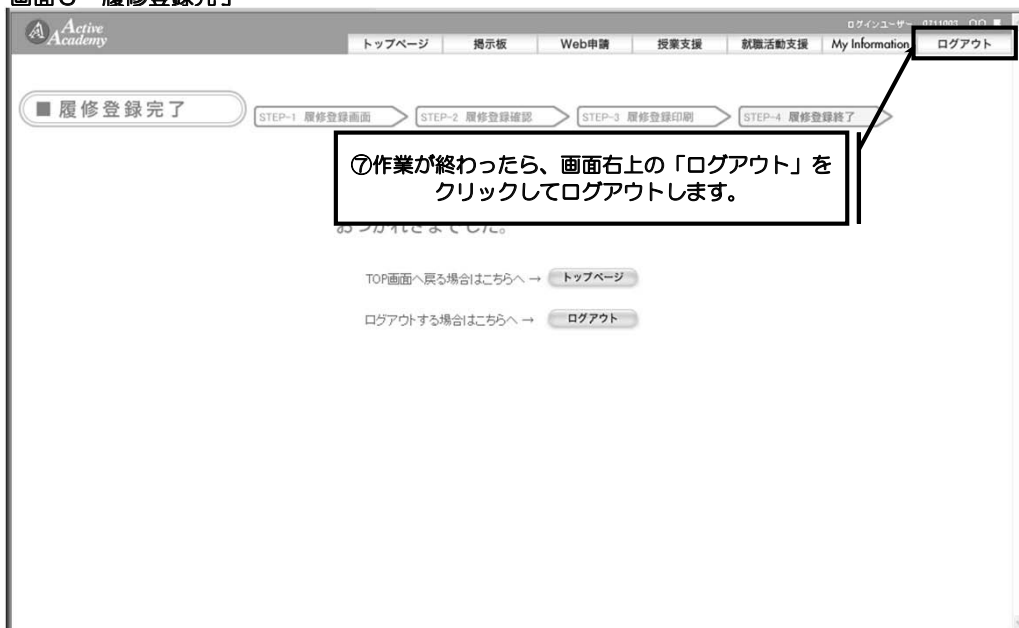 履修登録完了
Active
Academy
ログインユーザー
トップページ 掲示板 Web申請 授業支援 就職活動支援 My Information ログアウト
■ 履修登録完了
STEP-1 履修登録画面 STEP-2 履修登録確認 STEP-3 履修登録印刷 STEP-4 履修登録終了
⑦作業が終わったら、画面右上の「ログアウト」を
クリックしてログアウトします。
おつかれさまでした。
TOP画面へ戻る場合はこちらへ → トップページ
ログアウトする場合はこちらへ → ログアウト